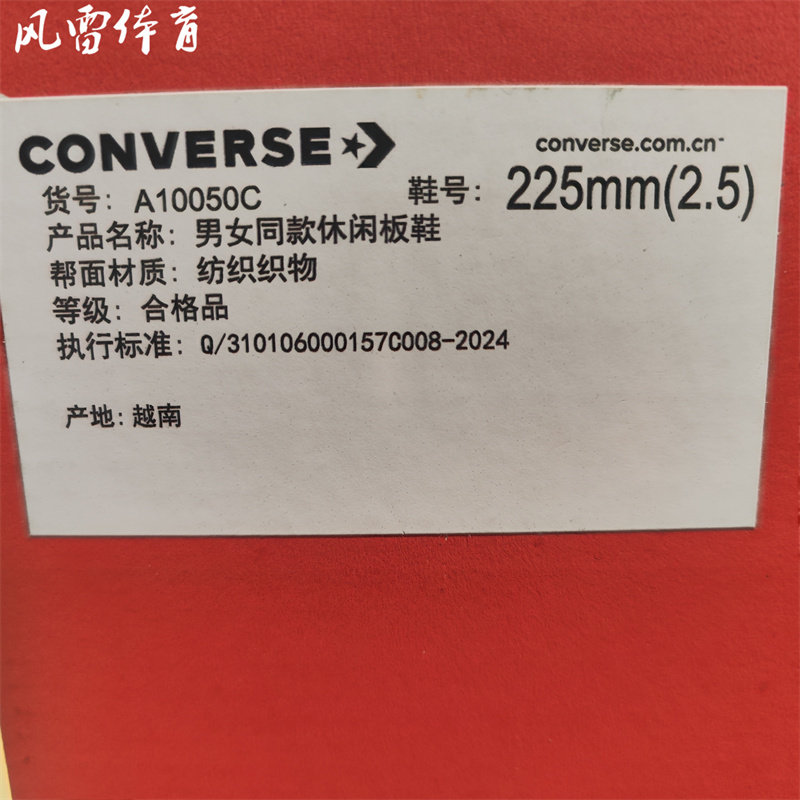 风雷体育
CONVERSE
converse.com.cn™
货号: A10050C 鞋号: 225mm(2.5)
产品名称: 男女同款休闲板鞋
帮面材质: 纺织织物
等级: 合格品
执行标准: Q/310106000157C008-2024
产地: 越南